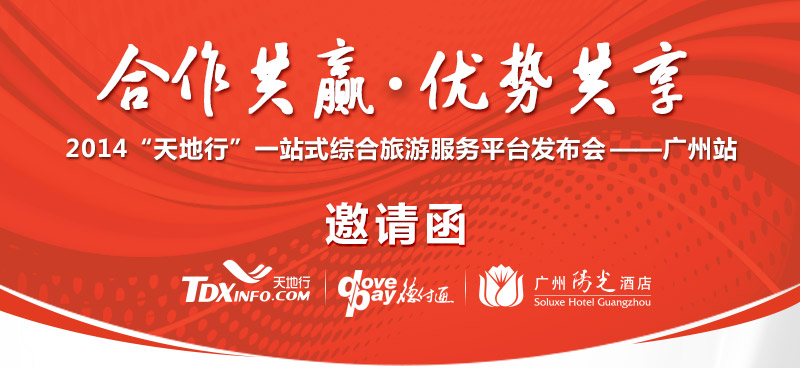 合作共赢·优势共享
2014“天地行”一站式综合旅游服务平台发布会——广州站
邀请函
TDXINFO.COM 天地行
dlovepay 德付通
广州阳光酒店
Soluxe Hotel Guangzhou